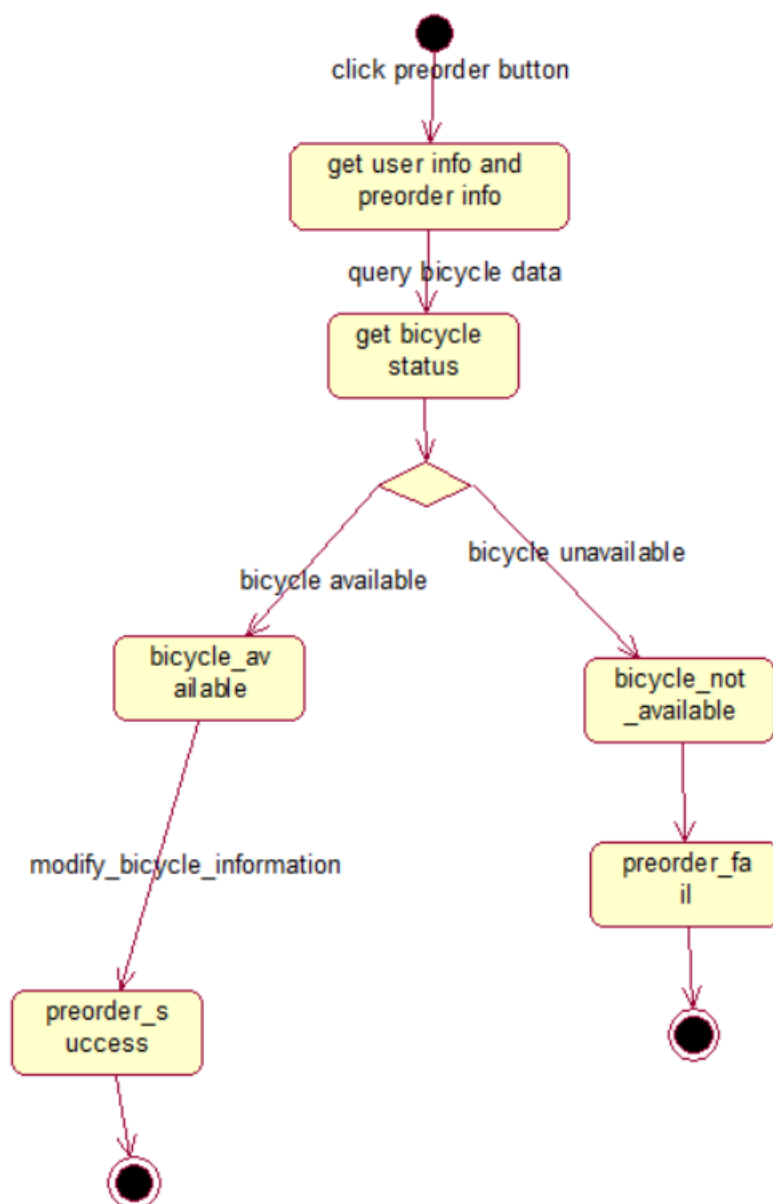 click preorder button
get user info and
preorder info
query bicycle data
get bicycle
status
bicycle unavailable
bicycle available
bicycle_av
ailable
bicycle_not
_available
modify_bicycle_information
preorder_fa
il
preorder_s
uccess